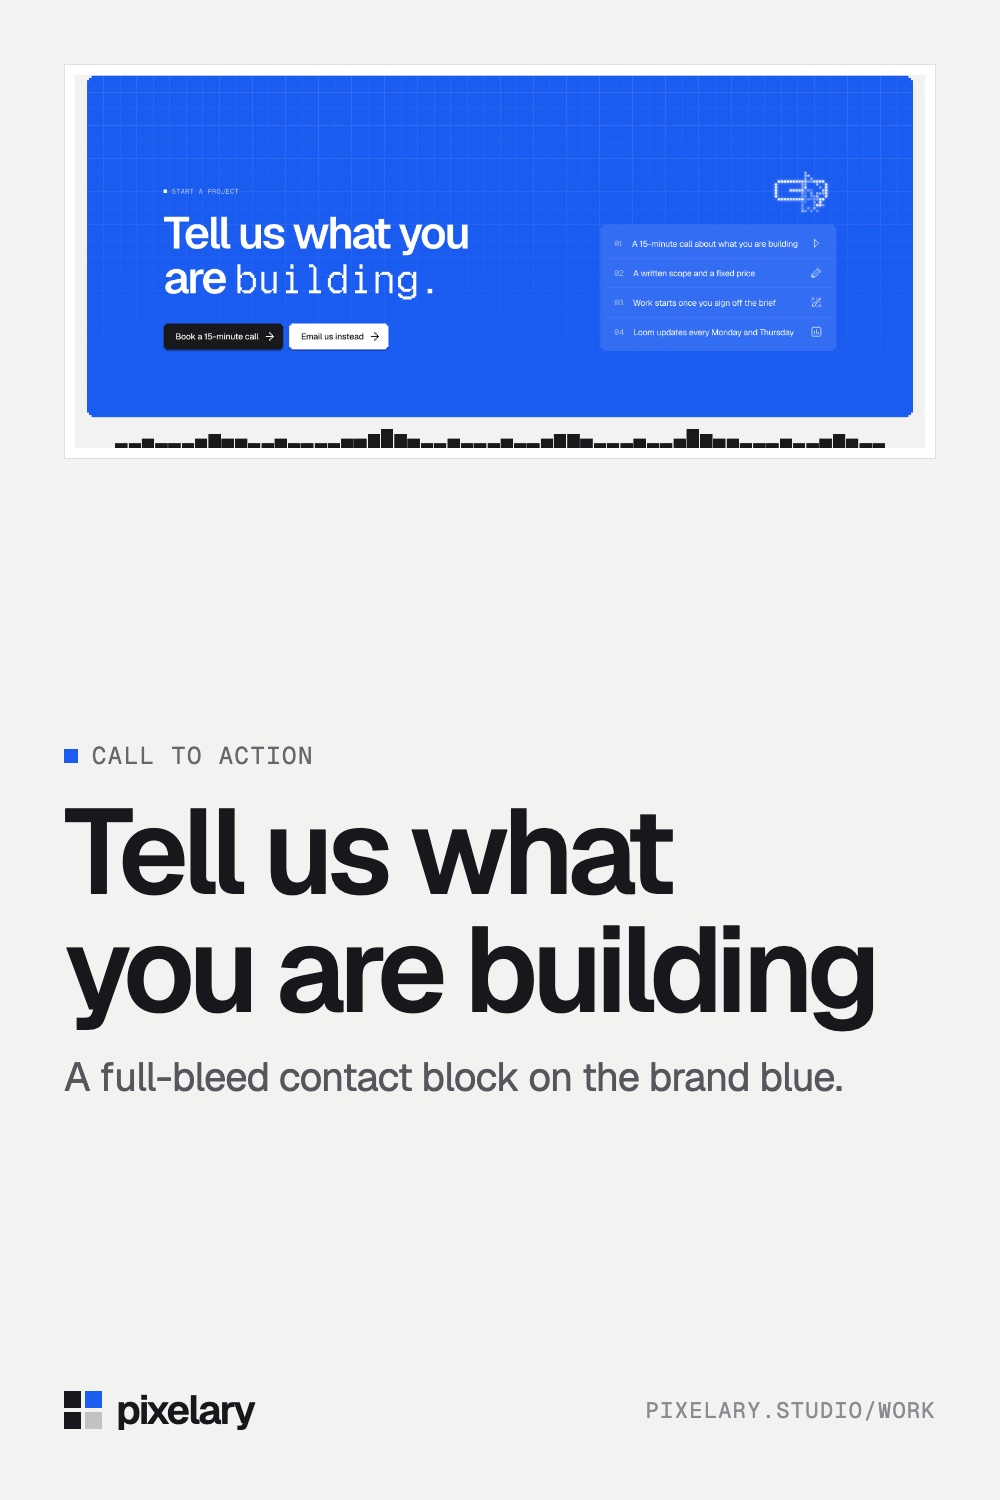 START A PROJECT
Tell us what you
are building.
Book a 15-minute call
Email us instead
01 A 15-minute call about what you are building
02 A written scope and a fixed price
03 Work starts once you sign off the brief
04 Loom updates every Monday and Thursday
CALL TO ACTION
Tell us what
you are building
A full-bleed contact block on the brand blue.
pixelary
PIXELARY.STUDIO/WORK